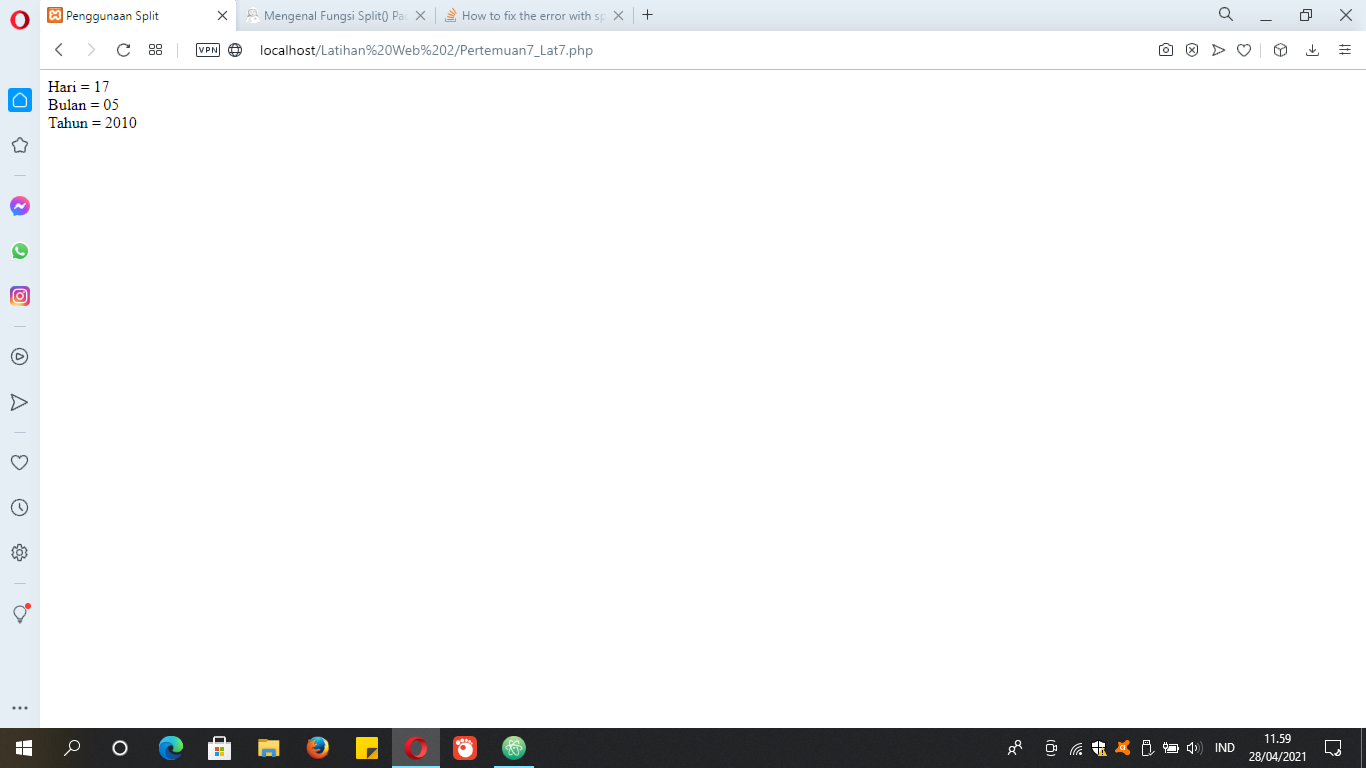 Penggunaan Split
Mengenal Fungsi Split() Pa
How to fix the error with sp
VPN
localhost/Latihan%20Web%202/Pertemuan7_Lat7.php
Hari = 17
Bulan = 05
Tahun = 2010
IND
11.59
28/04/2021